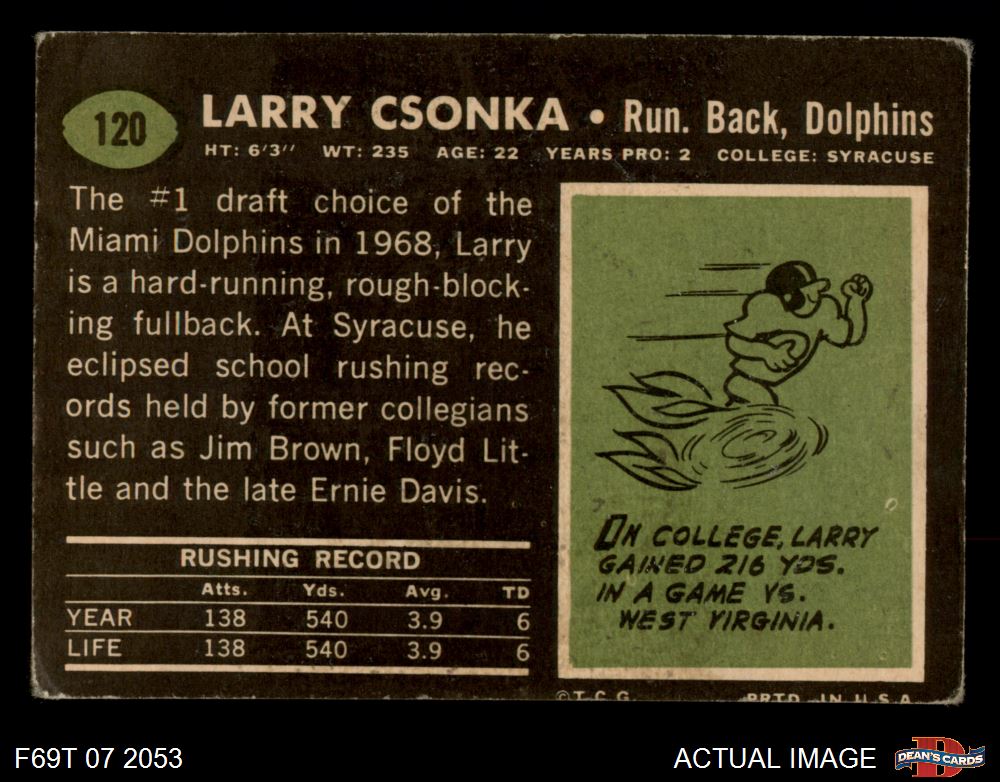 120
LARRY CSONKA • Run. Back, Dolphins
HT: 6'3" WT: 235 AGE: 22 YEARS PRO: 2 COLLEGE: SYRACUSE
The #1 draft choice of the
Miami Dolphins in 1968, Larry
is a hard-running, rough-block-
ing fullback. At Syracuse, he
eclipsed school rushing rec-
ords held by former collegians
such as Jim Brown, Floyd Lit-
tle and the late Ernie Davis.
RUSHING RECORD
Atts. Yds. Avg. TD
YEAR 138 540 3.9 6
LIFE 138 540 3.9 6
IN COLLEGE, LARRY
GAINED 216 YDS.
IN A GAME VS.
WEST VIRGINIA.
©T.C.G. PRTD. IN U.S.A.
F69T 07 2053
ACTUAL IMAGE
D
DEAN'S CARDS